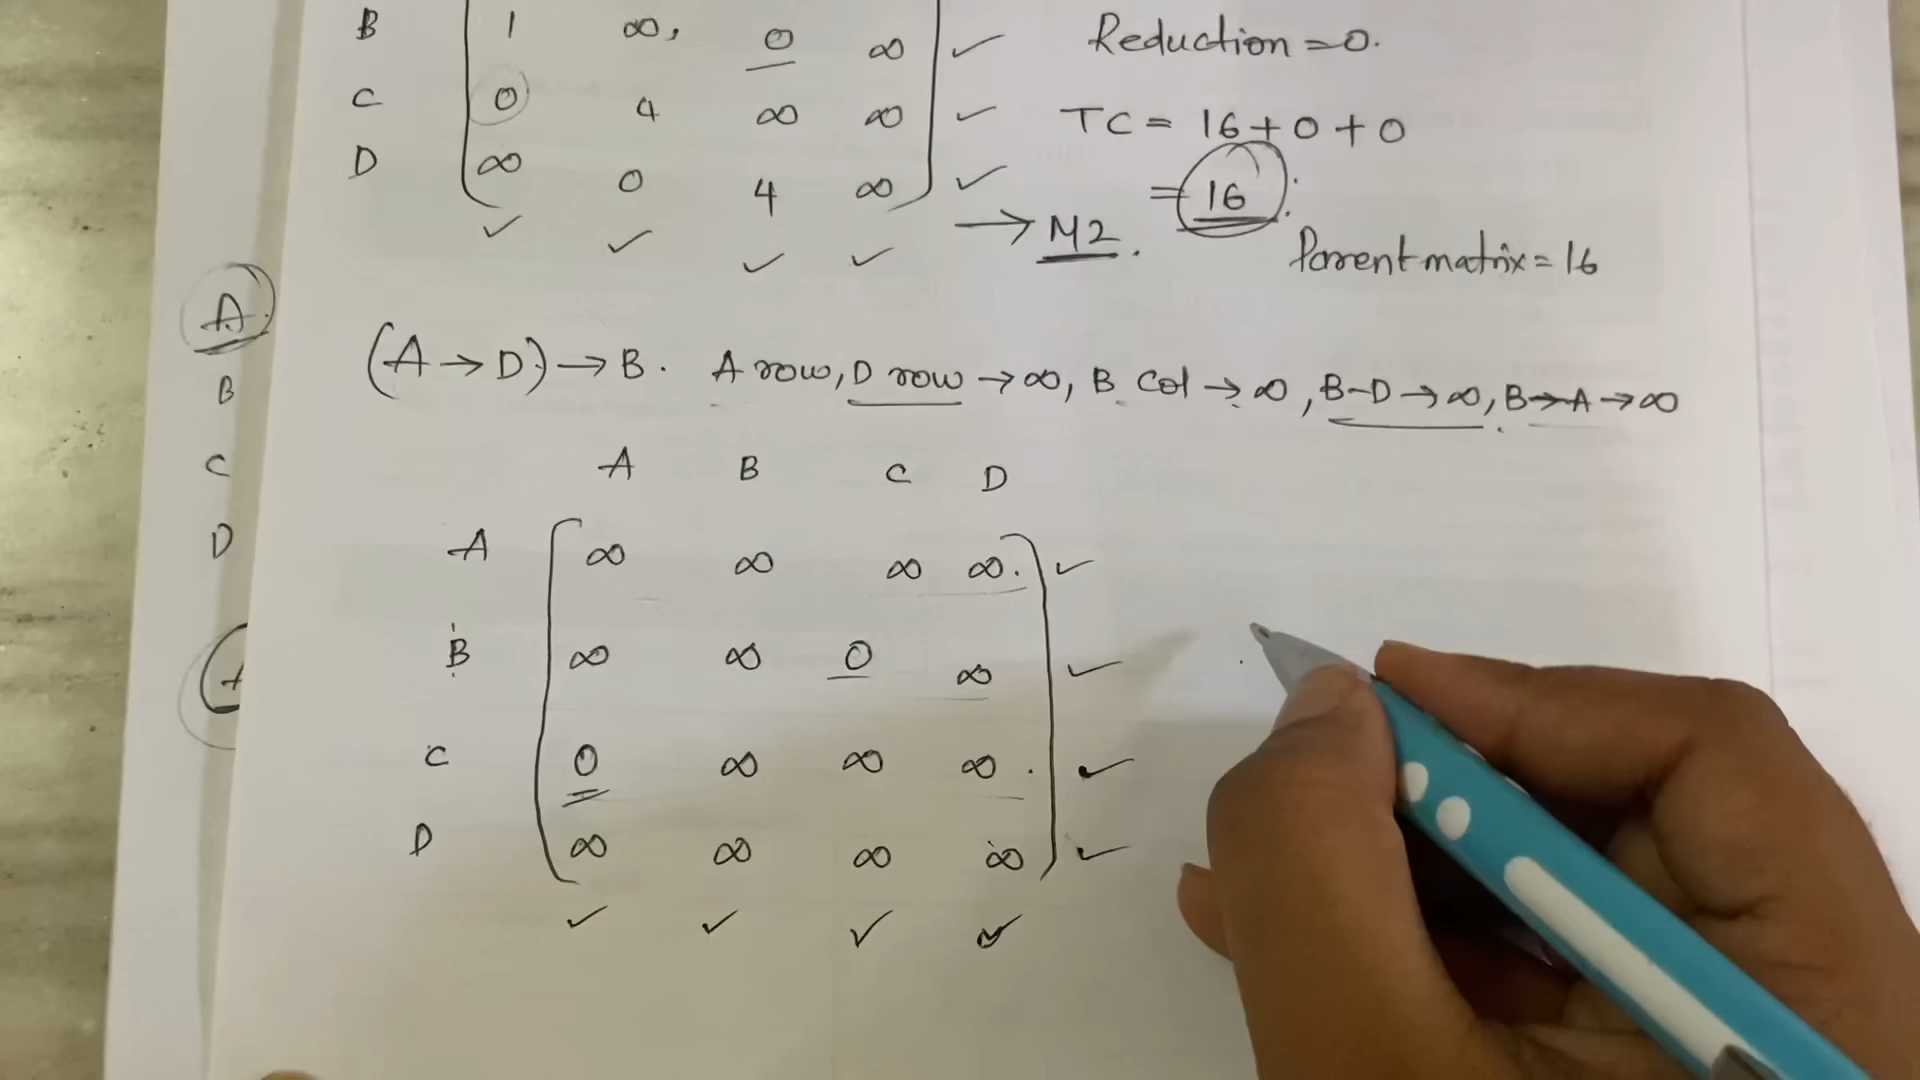 B 1 ∞, 0 ∞ ✓ Reduction = 0.
C 0 4 ∞ ∞ ✓ TC = 16 + 0 + 0
D ∞ 0 4 ∞ ✓ = 16
✓ ✓ ✓ ✓ → M2. Parent matrix = 16
A
B
C
D
(A → D) → B. A row, D row → ∞, B col → ∞, B-D → ∞, B → A → ∞
A B C D
A ∞ ∞ ∞ ∞. ✓
B ∞ ∞ 0 ∞ ✓
C 0 ∞ ∞ ∞. ✓
D ∞ ∞ ∞ ∞ ✓
✓ ✓ ✓ ✓